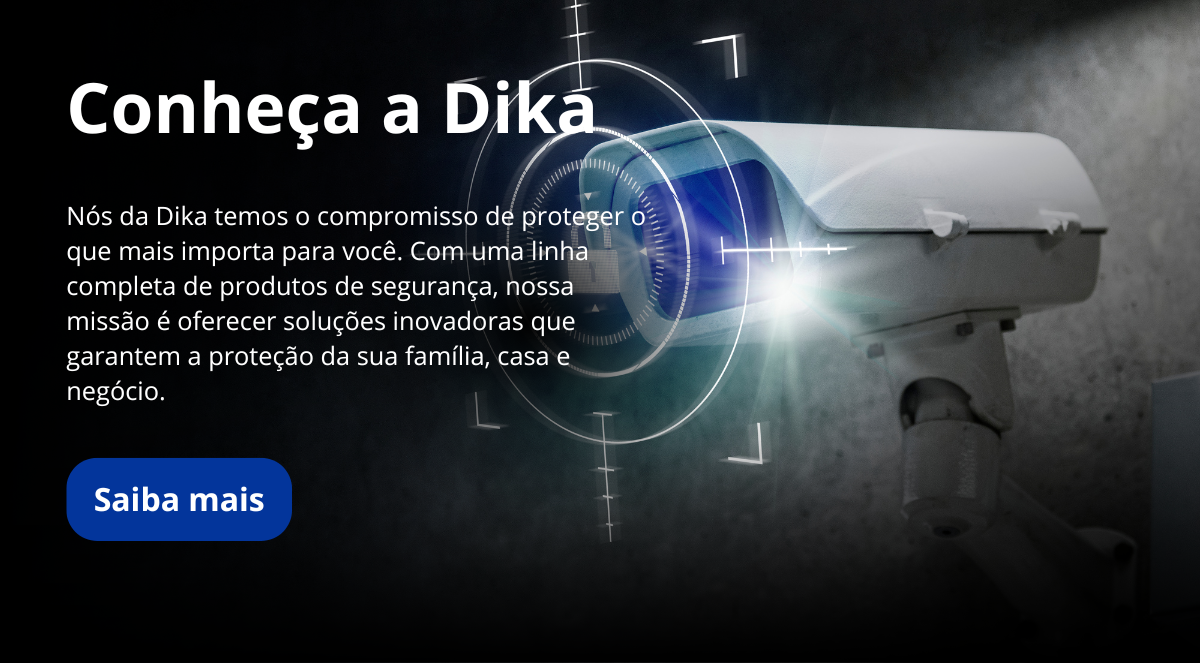 Conheça a Dika
Nós da Dika temos o compromisso de proteger o
que mais importa para você. Com uma linha
completa de produtos de segurança, nossa
missão é oferecer soluções inovadoras que
garantem a proteção da sua família, casa e
negócio.
Saiba mais